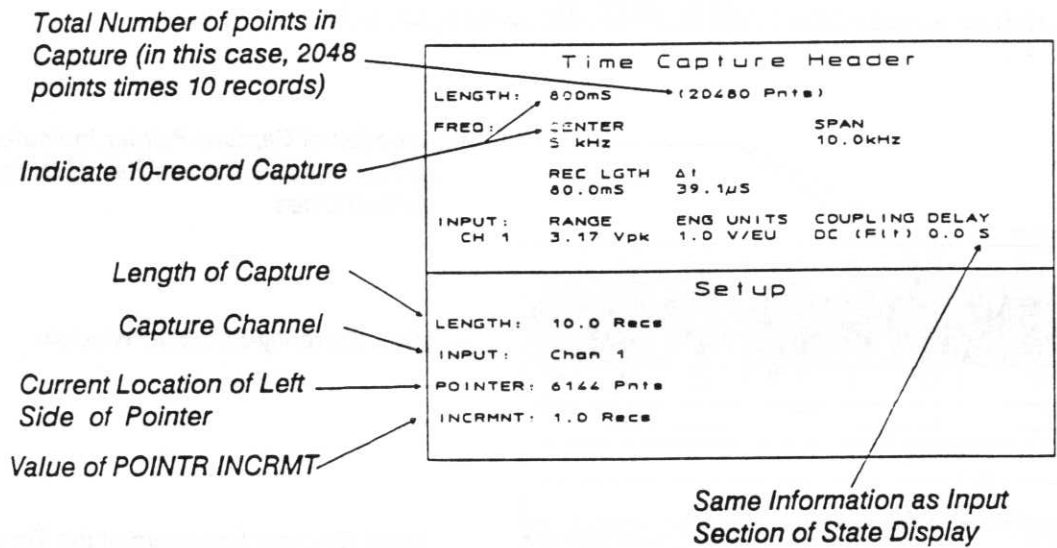 Total Number of points in
Capture (in this case, 2048
points times 10 records)
Indicate 10-record Capture
Length of Capture
Capture Channel
Current Location of Left
Side of Pointer
Value of POINTR INCRMT
Time Capture Header
LENGTH: 800mS (20480 Pnts)
FREQ: CENTER SPAN
5 kHz 10.0kHz
REC LGTH Δt
80.0mS 39.1µS
INPUT: RANGE ENG UNITS COUPLING DELAY
CH 1 3.17 Vpk 1.0 V/EU DC (Flt) 0.0 S
Setup
LENGTH: 10.0 Recs
INPUT: Chan 1
POINTER: 6144 Pnts
INCRMNT: 1.0 Recs
Same Information as Input
Section of State Display